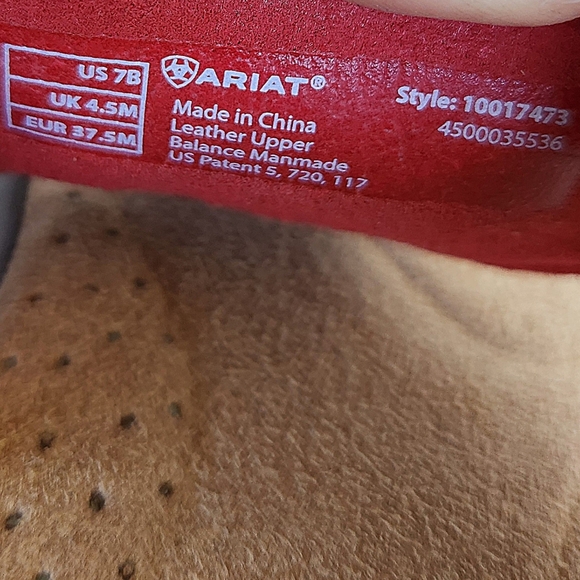 US 7B
UK 4.5M
EUR 37.5M
ARIAT®
Made in China
Leather Upper
Balance Manmade
US Patent 5, 720, 117
Style: 10017473
4500035536